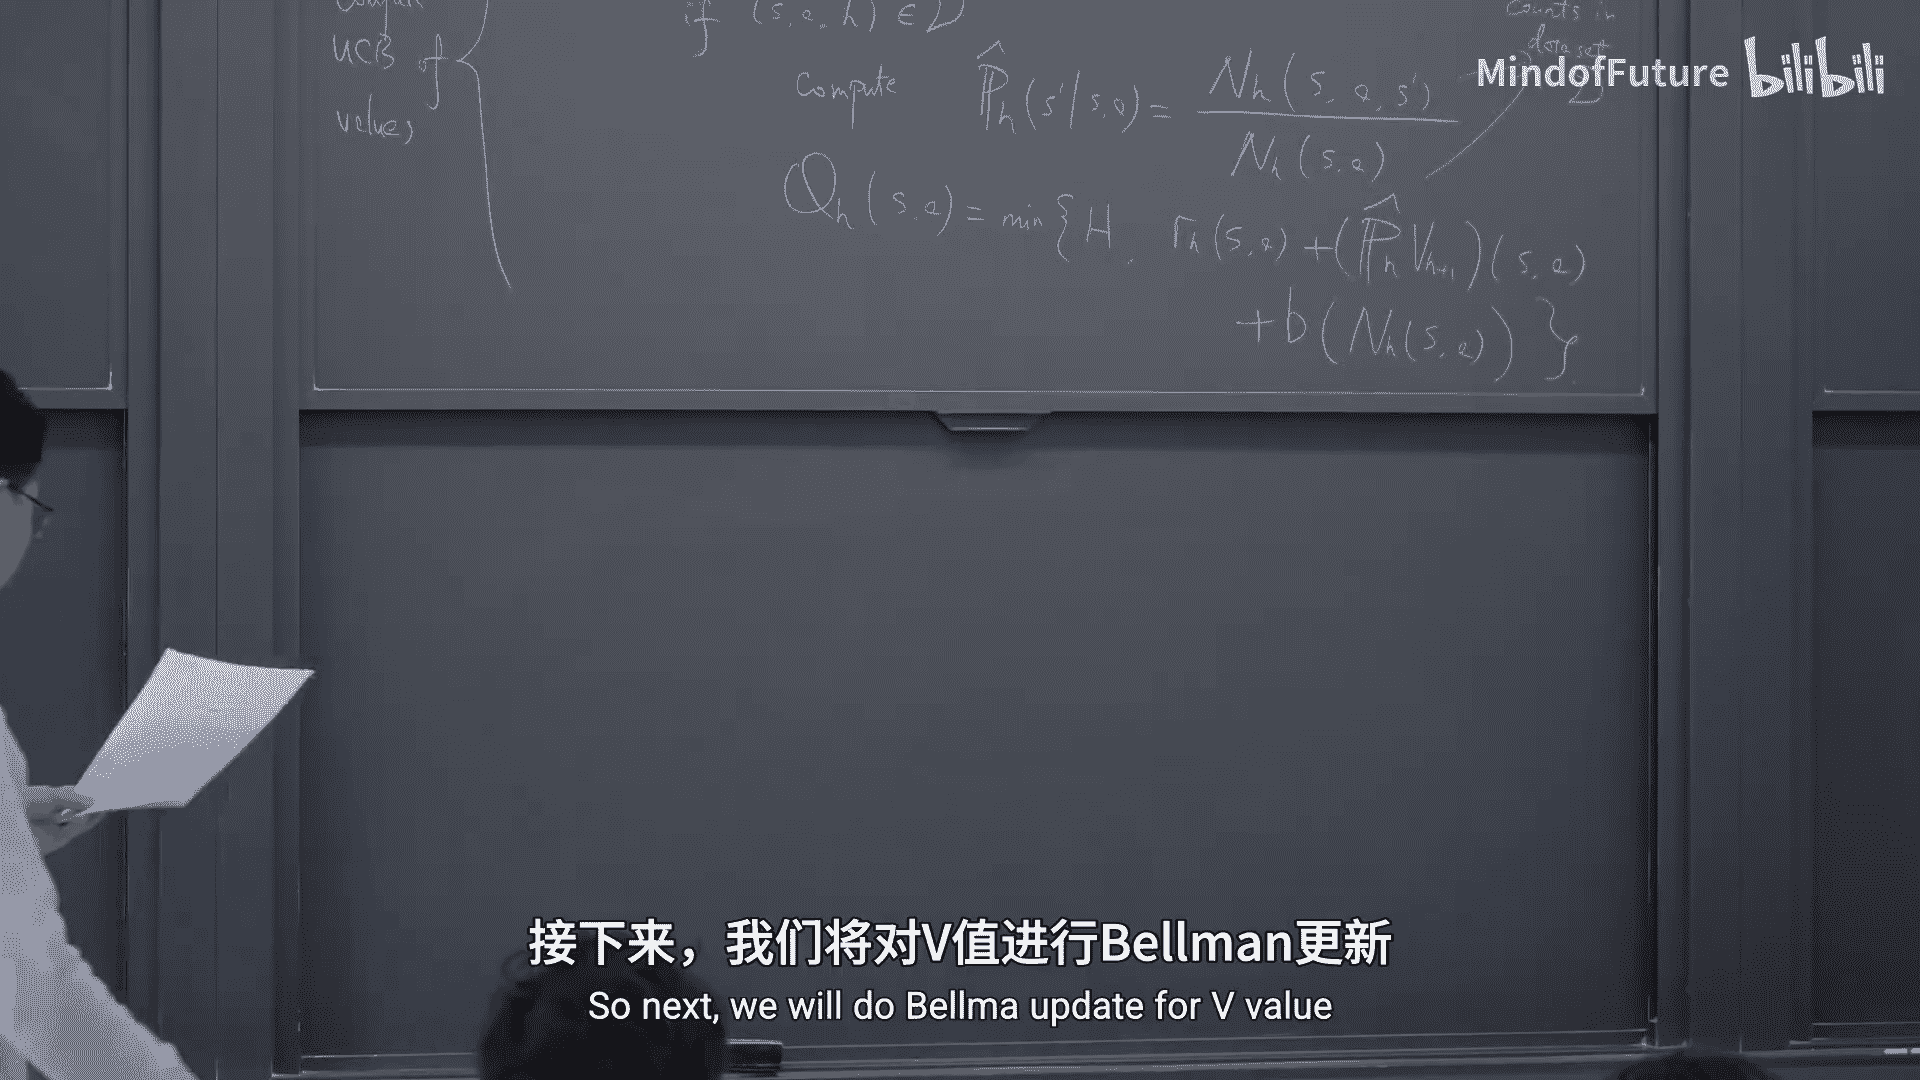 UCB of
values
if (s, a, h) ∈ D
compute P̂ₕ(s'|s,a) = Nₕ(s, a, s') / Nₕ(s, a)
Qₕ(s, a) = min { H, rₕ(s, a) + (P̂ₕ Vₕ₊₁)(s, a)
+ b(Nₕ(s, a)) }
counts in
dataset
D
MindofFuture bilibili
接下来，我们将对V值进行Bellman更新
So next, we will do Bellma update for V value